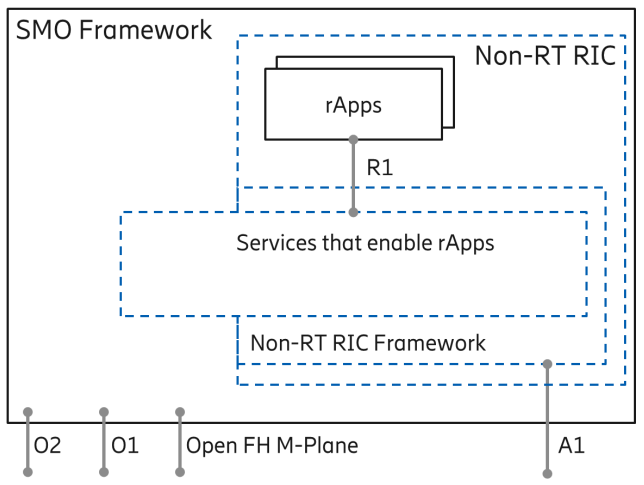 SMO Framework
Non-RT RIC
rApps
R1
Services that enable rApps
Non-RT RIC Framework
O2
O1
Open FH M-Plane
A1